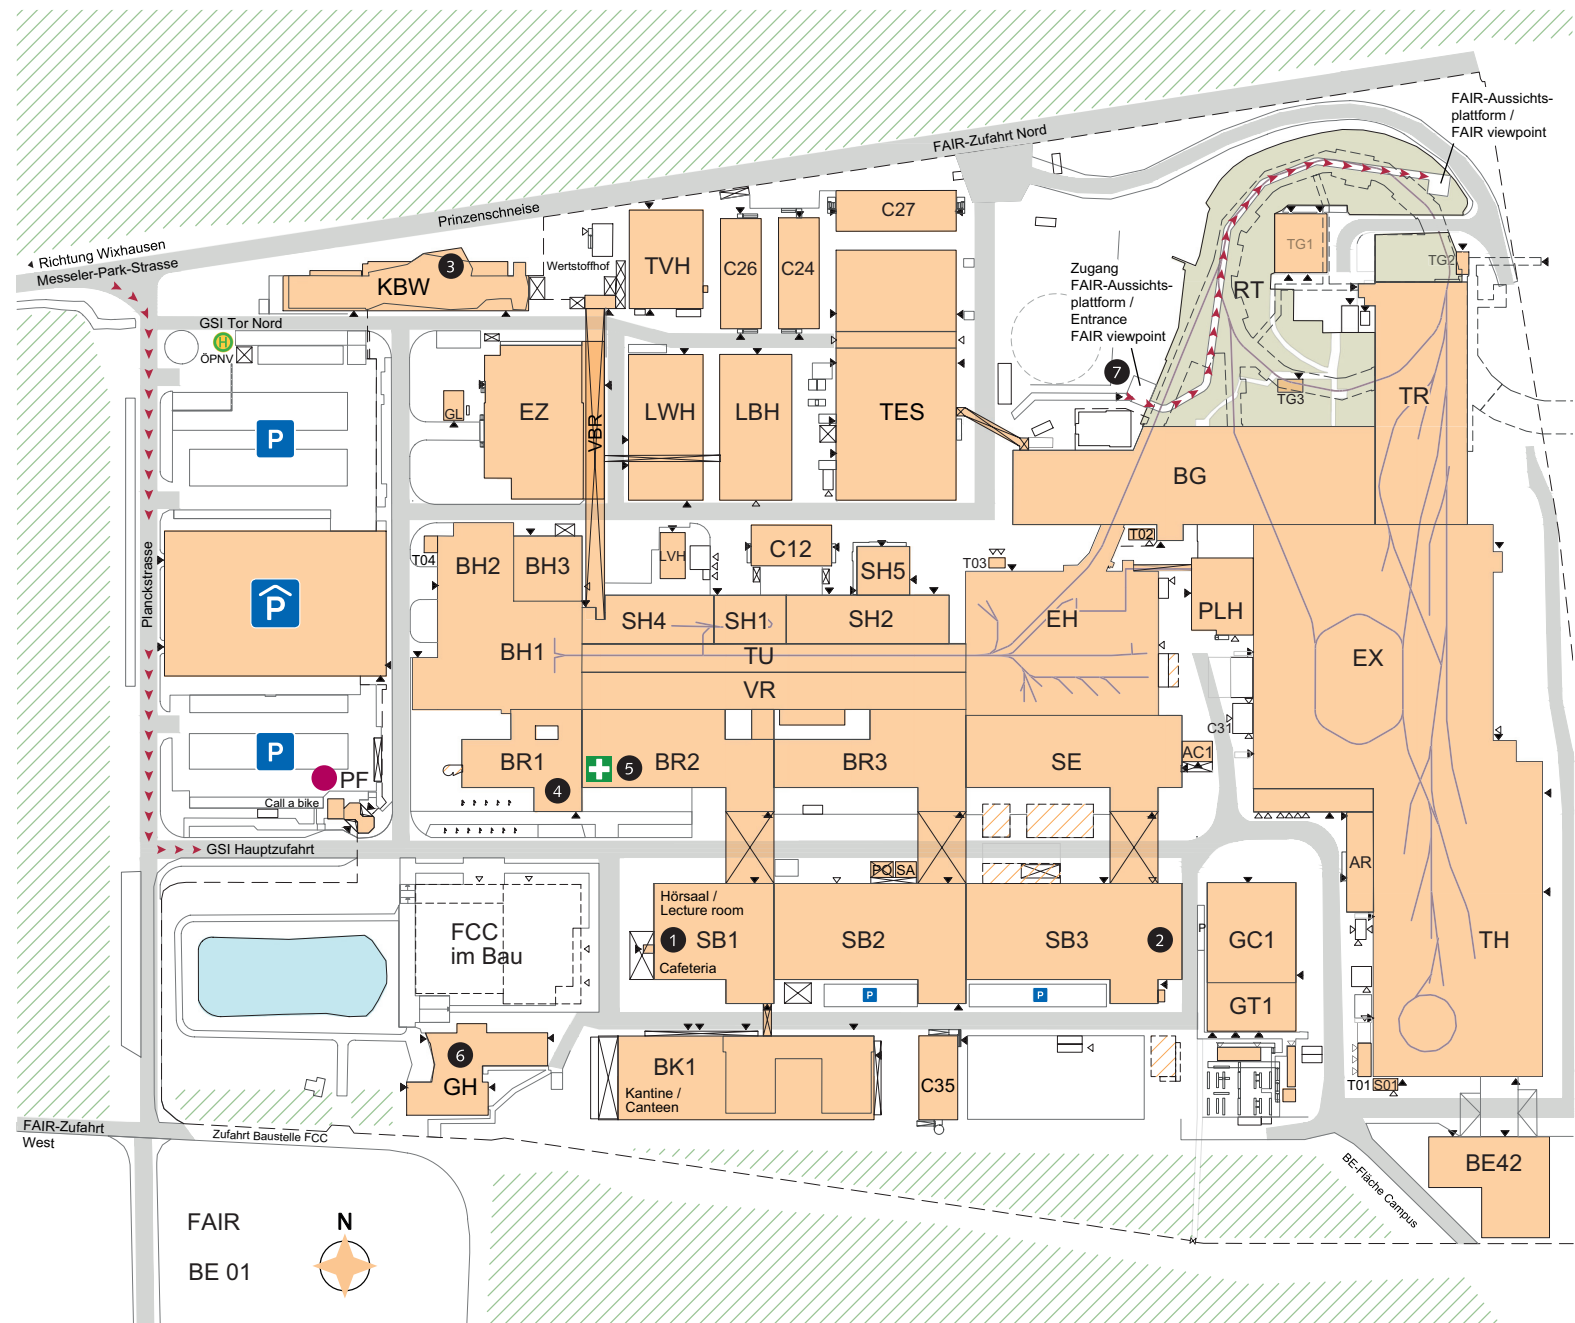 FAIR-Aussichts-
plattform /
FAIR viewpoint
FAIR-Zufahrt Nord
Prinzenschneise
Richtung Wixhausen
Messeler-Park-Strasse
C27
TG1
TG2
TVH
C26
C24
Wertstoffhof
3
KBW
Zugang
FAIR-Aussichts-
plattform /
Entrance
FAIR viewpoint
RT
GSI Tor Nord
H
ÖPNV
7
TG3
TR
GL
EZ
VBR
LWH
LBH
TES
P
BG
T02
T04
BH2
BH3
LVH
C12
SH5
T03
Planckstrasse
P
SH4
SH1
SH2
EH
PLH
BH1
TU
EX
VR
C31
P
PF
BR1
4
5
BR2
BR3
SE
AC1
Call a bike
GSI Hauptzufahrt
PO
SA
AR
Hörsaal /
Lecture room
1
SB1
Cafeteria
SB2
SB3
2
P
GC1
TH
FCC
im Bau
P
P
GT1
6
GH
BK1
Kantine /
Canteen
C35
T01
S01
FAIR-Zufahrt
West
Zufahrt Baustelle FCC
BE42
BE-Fläche Campus
FAIR
N
BE 01